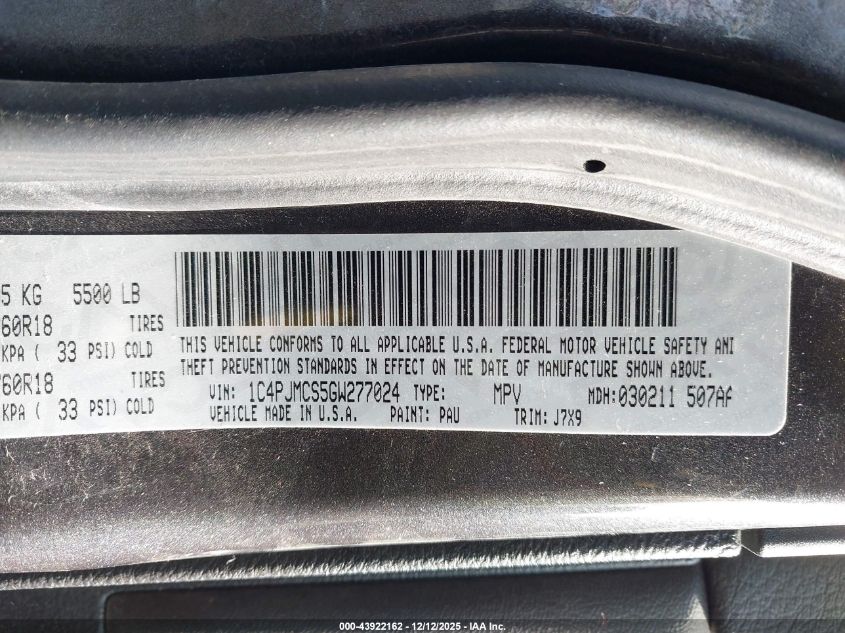 5 KG 5500 LB
60R18 TIRES
KPA ( 33 PSI) COLD
60R18 TIRES
KPA ( 33 PSI) COLD
THIS VEHICLE CONFORMS TO ALL APPLICABLE U.S.A. FEDERAL MOTOR VEHICLE SAFETY AND
THEFT PREVENTION STANDARDS IN EFFECT ON THE DATE OF MANUFACTURE SHOWN ABOVE.
VIN: 1C4PJMCS5GW277024 TYPE: MPV MDH: 030211 507AA
VEHICLE MADE IN U.S.A. PAINT: PAU TRIM: J7X9
000-43922162 - 12/12/2025 - IAA Inc.